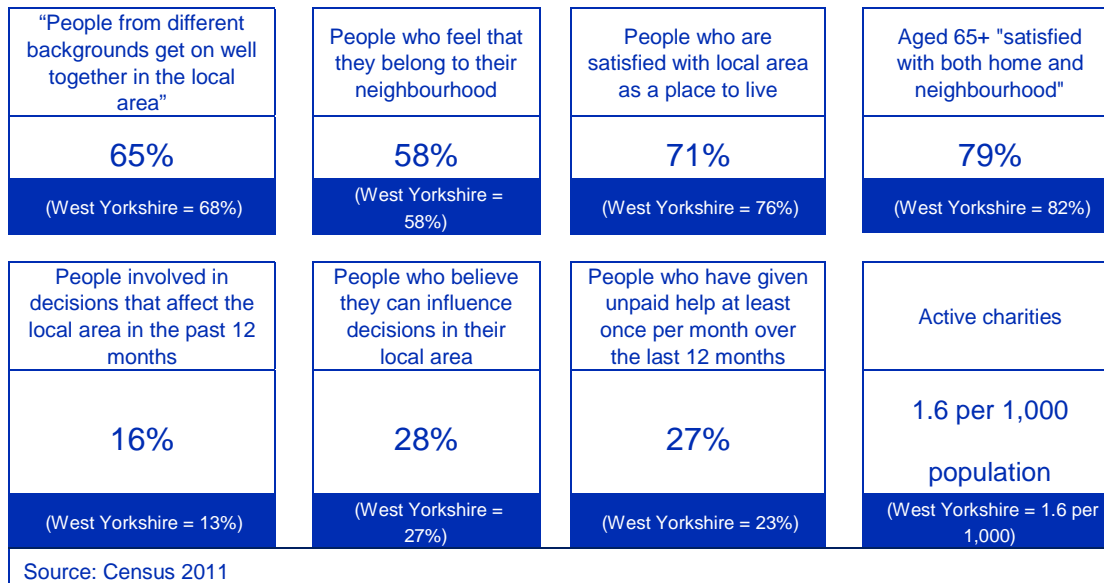 “People from different
backgrounds get on well
together in the local
area”
65%
(West Yorkshire = 68%)
People who feel that
they belong to their
neighbourhood
58%
(West Yorkshire =
58%)
People who are
satisfied with local area
as a place to live
71%
(West Yorkshire = 76%)
Aged 65+ "satisfied
with both home and
neighbourhood"
79%
(West Yorkshire = 82%)
People involved in
decisions that affect the
local area in the past 12
months
16%
(West Yorkshire = 13%)
People who believe
they can influence
decisions in their
local area
28%
(West Yorkshire =
27%)
People who have given
unpaid help at least
once per month over
the last 12 months
27%
(West Yorkshire = 23%)
Active charities
1.6 per 1,000
population
(West Yorkshire = 1.6 per
1,000)
Source: Census 2011